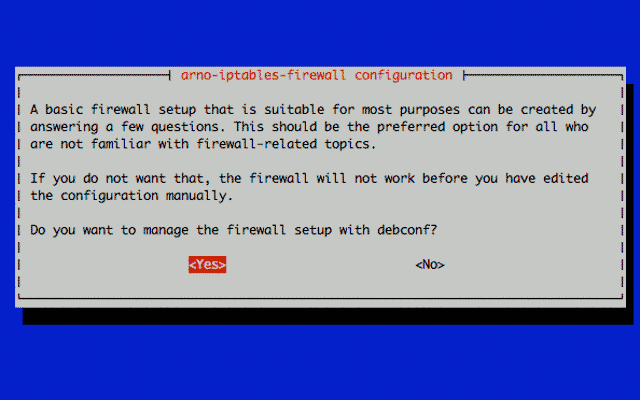 arno-iptables-firewall configuration
A basic firewall setup that is suitable for most purposes can be created by
answering a few questions. This should be the preferred option for all who
are not familiar with firewall-related topics.
If you do not want that, the firewall will not work before you have edited
the configuration manually.
Do you want to manage the firewall setup with debconf?
<Yes> <No>